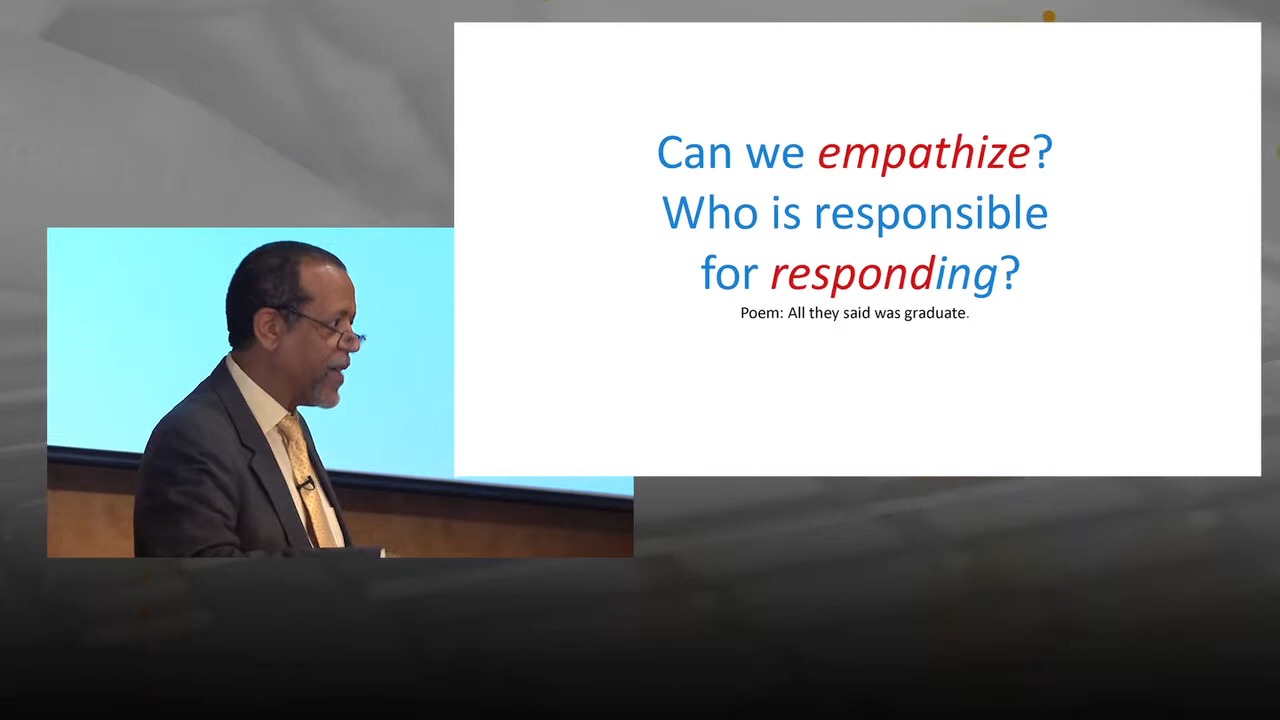 Can we empathize?
Who is responsible
for responding?
Poem: All they said was graduate.